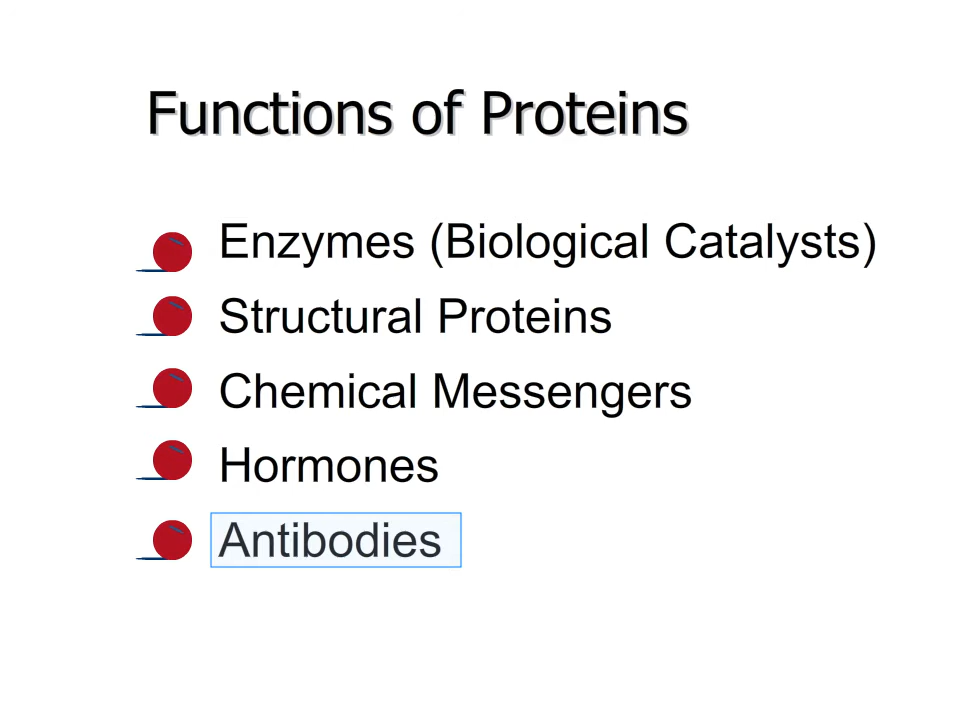 Functions of Proteins
Enzymes (Biological Catalysts)
Structural Proteins
Chemical Messengers
Hormones
Antibodies